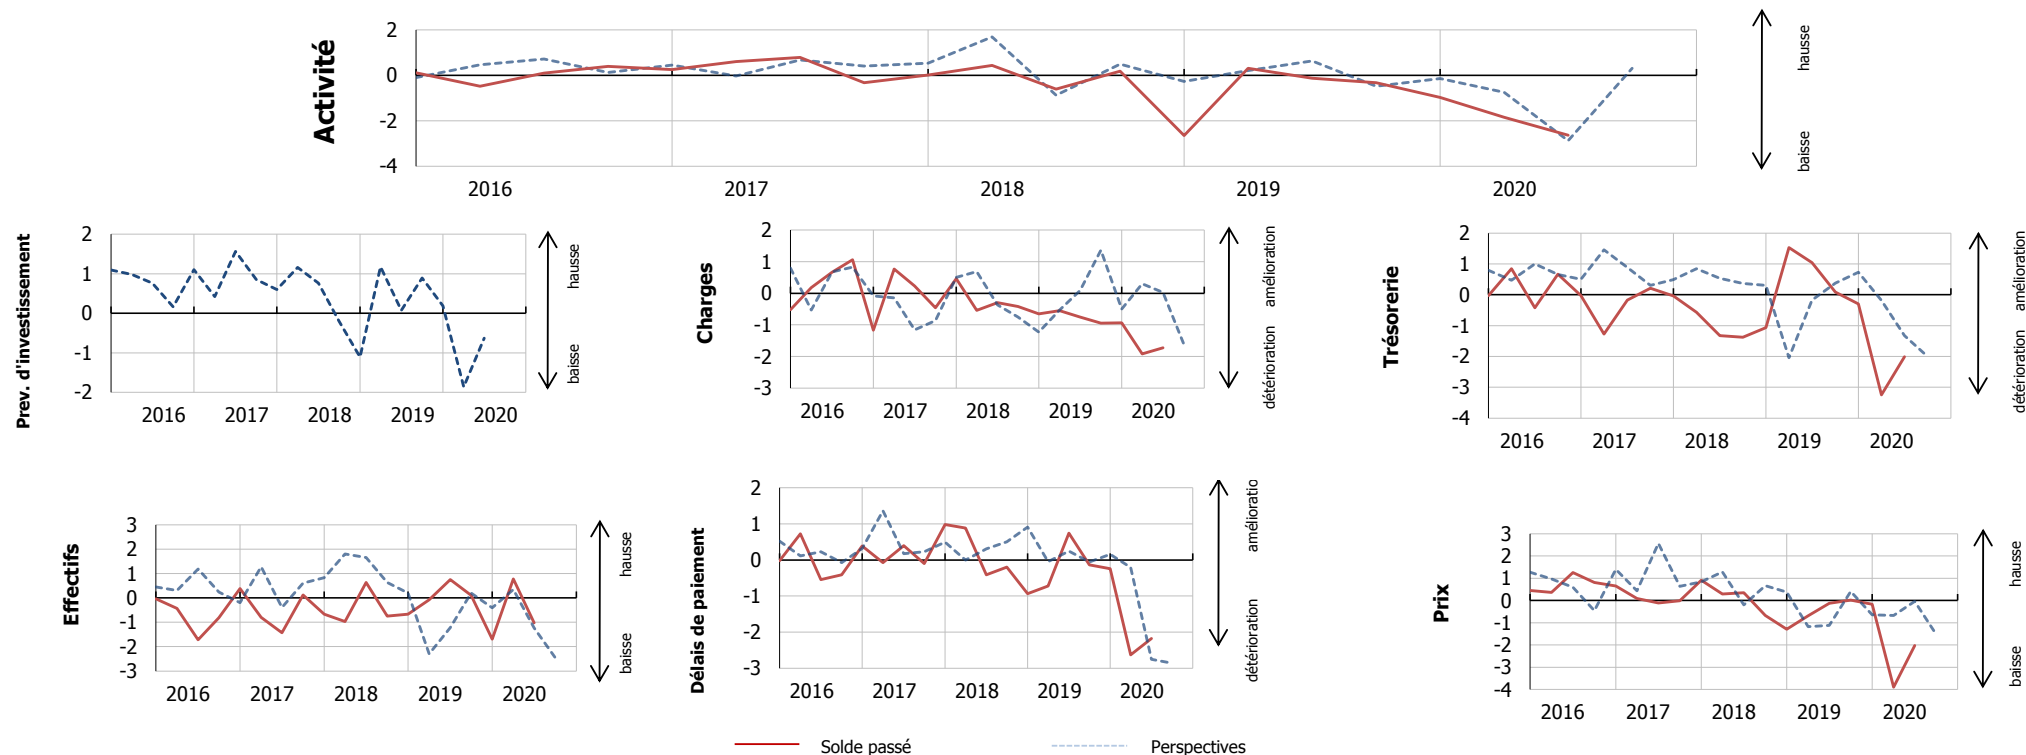 Activité
2
0
-2
-4
2016 2017 2018 2019 2020
hausse
baisse
Prev. d'investissement
2
1
0
-1
-2
2016 2017 2018 2019 2020
hausse
baisse
Charges
2
1
0
-1
-2
-3
2016 2017 2018 2019 2020
amélioration
détérioration
Trésorerie
2
1
0
-1
-2
-3
-4
2016 2017 2018 2019 2020
amélioration
détérioration
Effectifs
3
2
1
0
-1
-2
-3
2016 2017 2018 2019 2020
hausse
baisse
Délais de paiement
2
1
0
-1
-2
-3
2016 2017 2018 2019 2020
amélioratio
détérioration
Prix
3
2
1
0
-1
-2
-3
-4
2016 2017 2018 2019 2020
hausse
baisse
Solde passé Perspectives